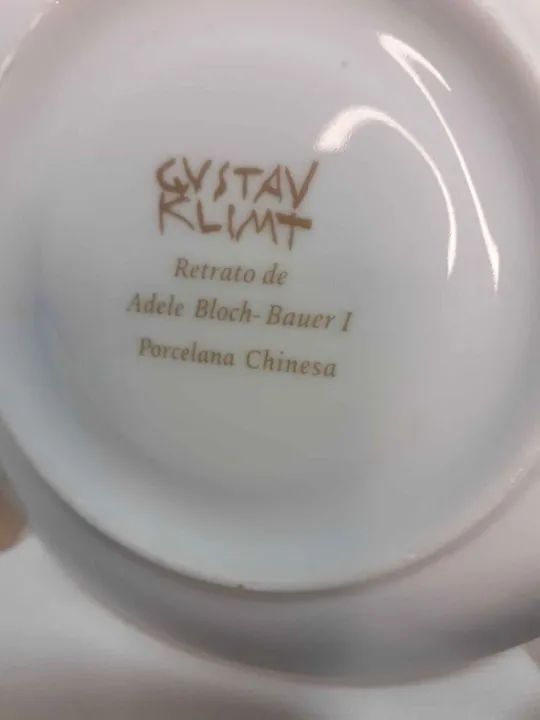 GUSTAV
KLIMT
Retrato de
Adele Bloch-Bauer I
Porcelana Chinesa